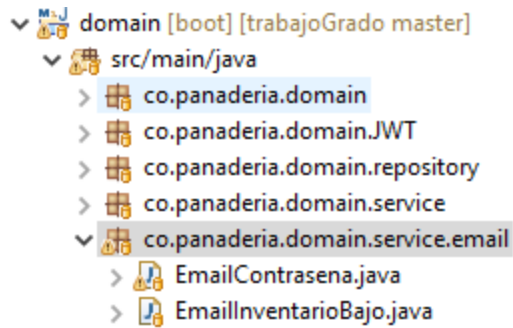 domain [boot] [trabajoGrado master]
src/main/java
co.panaderia.domain
co.panaderia.domain.JWT
co.panaderia.domain.repository
co.panaderia.domain.service
co.panaderia.domain.service.email
EmailContrasena.java
EmailInventarioBajo.java